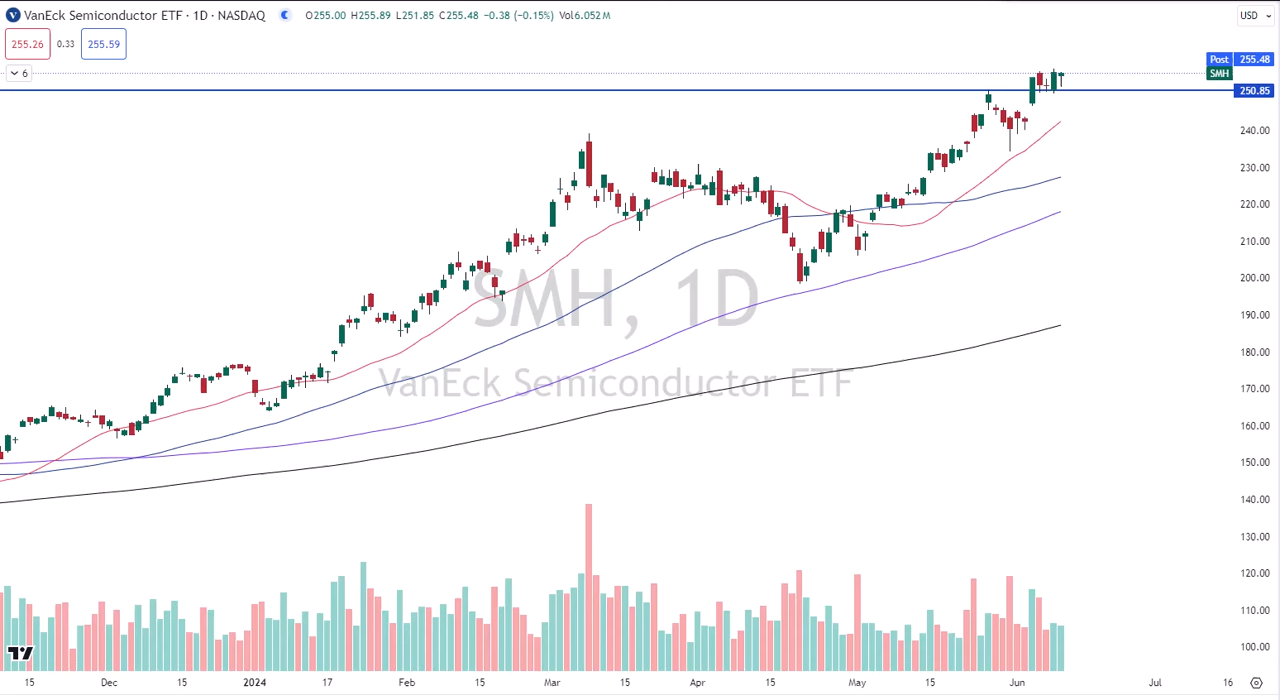 V VanEck Semiconductor ETF · 1D · NASDAQ O255.00 H255.89 L251.85 C255.48 −0.38 (−0.15%) Vol6.052M USD
255.26 0.33 255.59
6
Post 255.48
SMH
250.85
240.00
230.00
220.00
210.00
200.00
190.00
180.00
170.00
160.00
150.00
140.00
130.00
120.00
110.00
100.00
SMH, 1D
VanEck Semiconductor ETF
15 Dec 15 2024 17 Feb 15 Mar 15 Apr 15 May 15 Jun Jul 16